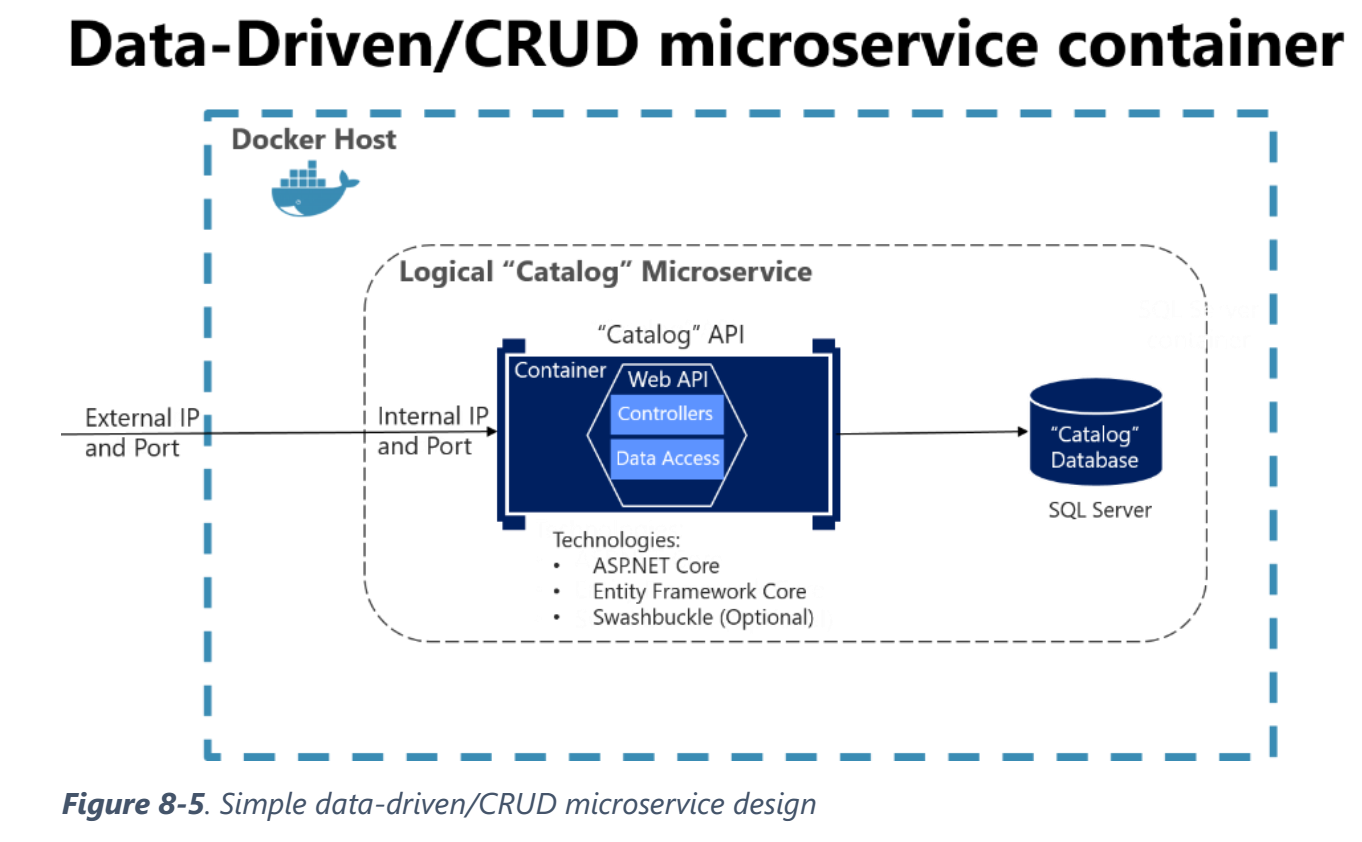 Data-Driven/CRUD microservice container
Docker Host
Logical “Catalog” Microservice
“Catalog” API
Container
Web API
Controllers
Data Access
External IP
and Port
Internal IP
and Port
“Catalog”
Database
SQL Server
Technologies:
• ASP.NET Core
• Entity Framework Core
• Swashbuckle (Optional)
Figure 8-5. Simple data-driven/CRUD microservice design